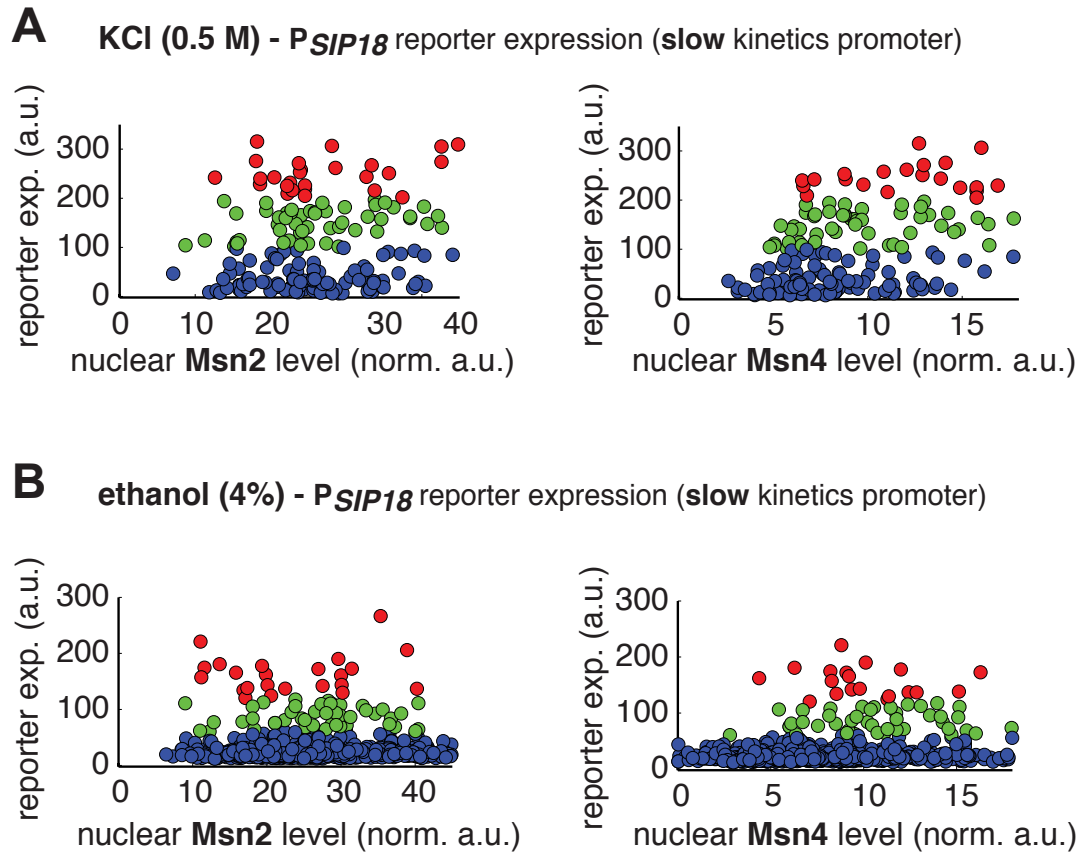 A
KCl (0.5 M) - PSIP18 reporter expression (slow kinetics promoter)
reporter exp. (a.u.)
300
200
100
0
0
10
20
30
40
nuclear Msn2 level (norm. a.u.)
reporter exp. (a.u.)
300
200
100
0
5
10
15
nuclear Msn4 level (norm. a.u.)
B
ethanol (4%) - PSIP18 reporter expression (slow kinetics promoter)
reporter exp. (a.u.)
300
200
100
0
0
10
20
30
40
nuclear Msn2 level (norm. a.u.)
reporter exp. (a.u.)
300
200
100
0
0
5
10
15
nuclear Msn4 level (norm. a.u.)